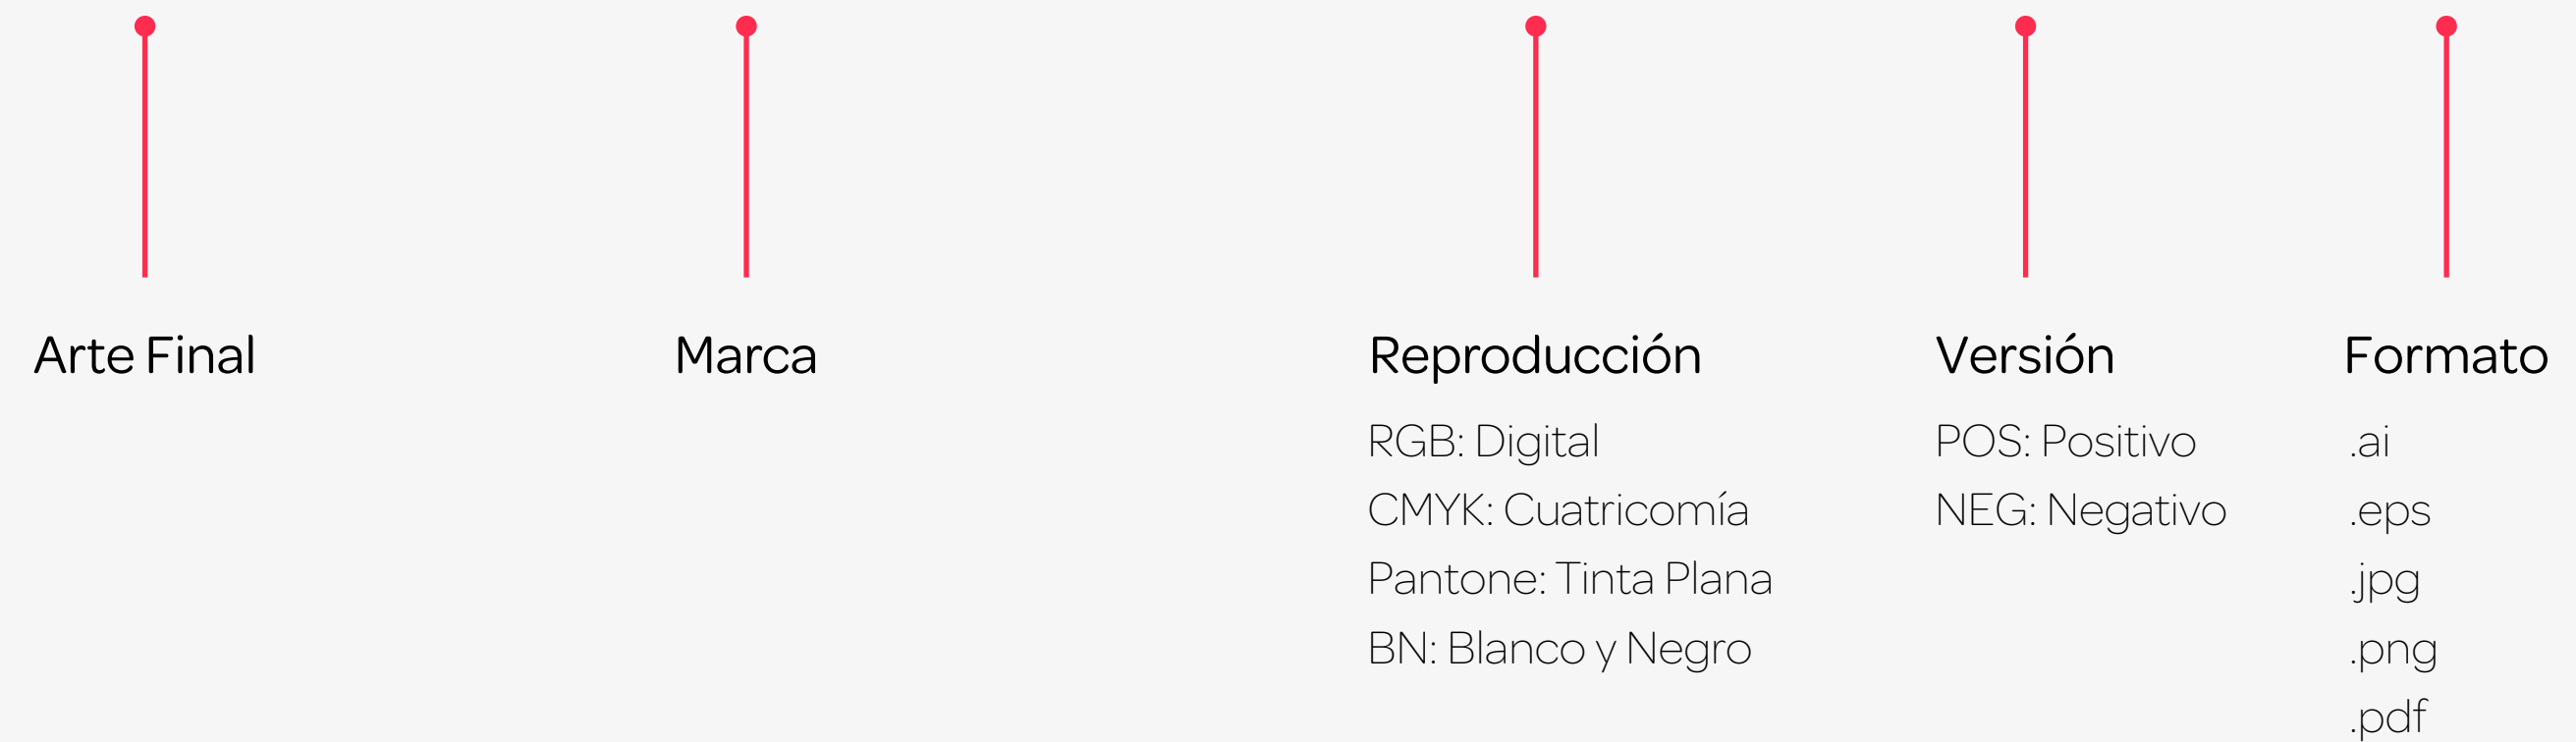 Arte Final
Marca
Reproducción
RGB: Digital
CMYK: Cuatricomía
Pantone: Tinta Plana
BN: Blanco y Negro
Versión
POS: Positivo
NEG: Negativo
Formato
.ai
.eps
.jpg
.png
.pdf